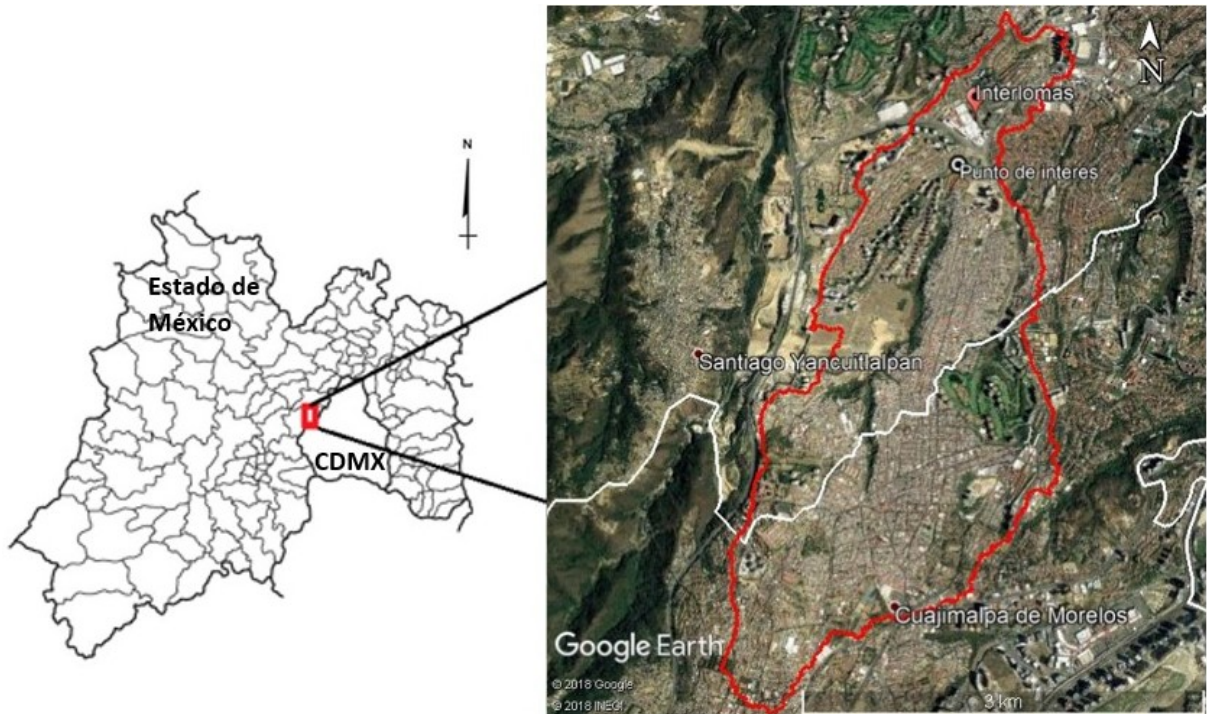 N
Estado de
México
CDMX
N
Interlomas
Punto de interes
Santiago Yancuitlalpan
Cuajimalpa de Morelos
Google Earth
© 2018 Google
© 2018 INEGI
3 km